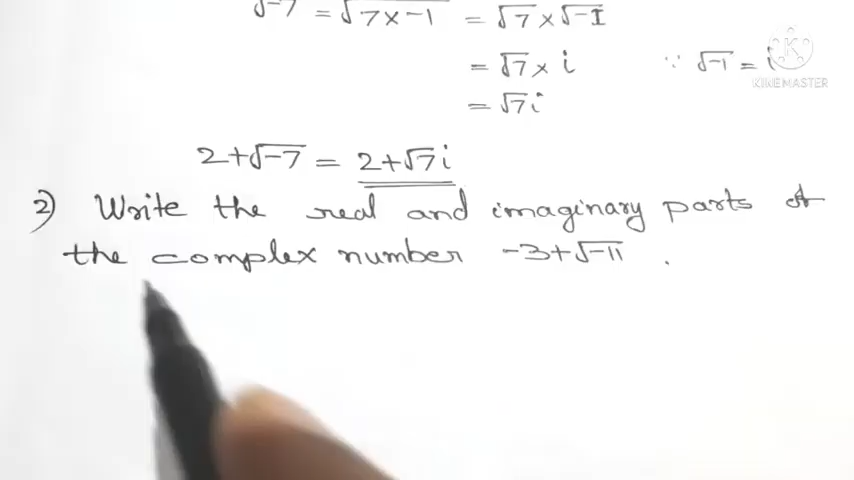 √-7 = √7×-1 = √7 × √-1
= √7 × i ∵ √-1 = i
= √7i
2+√-7 = 2+√7i
2) Write the real and imaginary parts of
the complex number -3+√-11 .
KINEMASTER